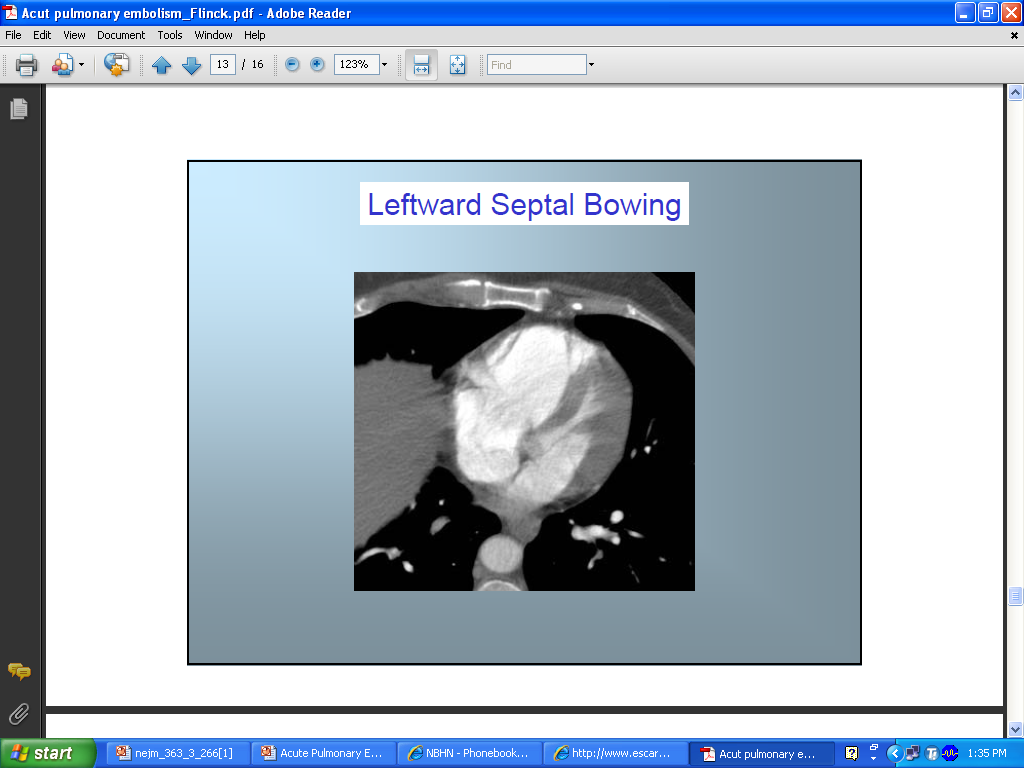 Acut pulmonary embolism_Flinck.pdf - Adobe Reader
File Edit View Document Tools Window Help
13 / 16 123% Find
Leftward Septal Bowing
start nejm_363_3_266[1] Acute Pulmonary E... NBHN - Phonebook... http://www.escar... Acut pulmonary e... 1:35 PM